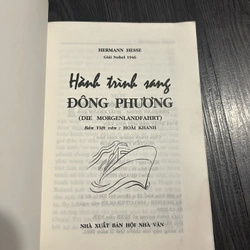 HERMANN HESSE
Giải Nobel 1946
Hành trình sang
ĐÔNG PHƯƠNG
(DIE MORGENLANDFAHRT)
Bản Việt văn : HOÀI KHANH
NHÀ XUẤT BẢN HỘI NHÀ VĂN